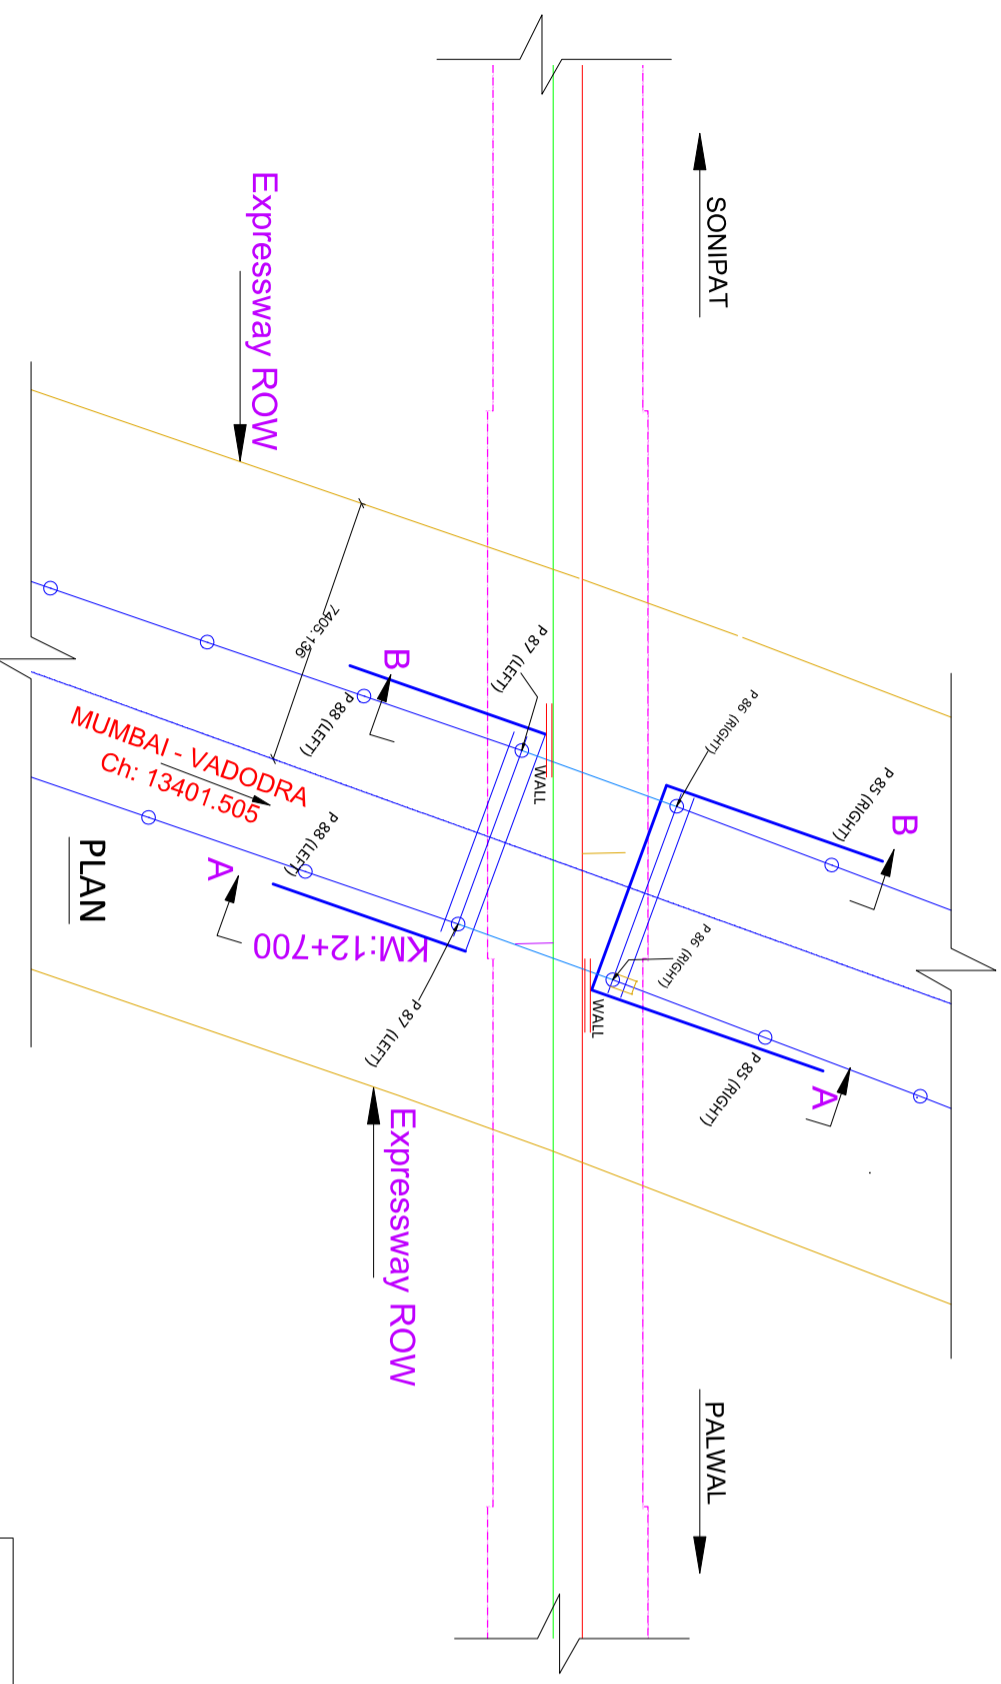 SONIPAT
Expressway ROW
7405.136
B
P 87 (LEFT)
P 88 (LEFT)
WALL
P 86 (RIGHT)
P 85 (RIGHT)
B
MUMBAI - VADODRA
Ch: 13401.505
P 88 (LEFT)
A
PLAN
KM:12+700
P 86 (RIGHT)
WALL
P 87 (LEFT)
P 85 (RIGHT)
A
Expressway ROW
PALWAL